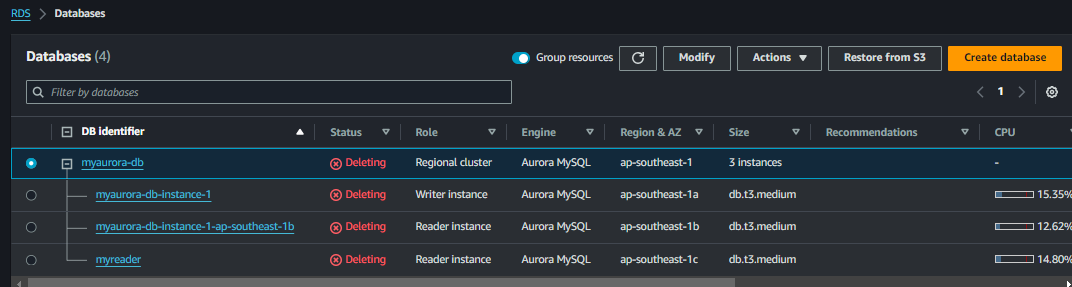 RDS > Databases
Databases (4) Group resources Modify Actions Restore from S3 Create database
Filter by databases 1
DB identifier Status Role Engine Region & AZ Size Recommendations CPU
myaurora-db Deleting Regional cluster Aurora MySQL ap-southeast-1 3 instances -
myaurora-db-instance-1 Deleting Writer instance Aurora MySQL ap-southeast-1a db.t3.medium 15.35%
myaurora-db-instance-1-ap-southeast-1b Deleting Reader instance Aurora MySQL ap-southeast-1b db.t3.medium 12.62%
myreader Deleting Reader instance Aurora MySQL ap-southeast-1c db.t3.medium 14.80%